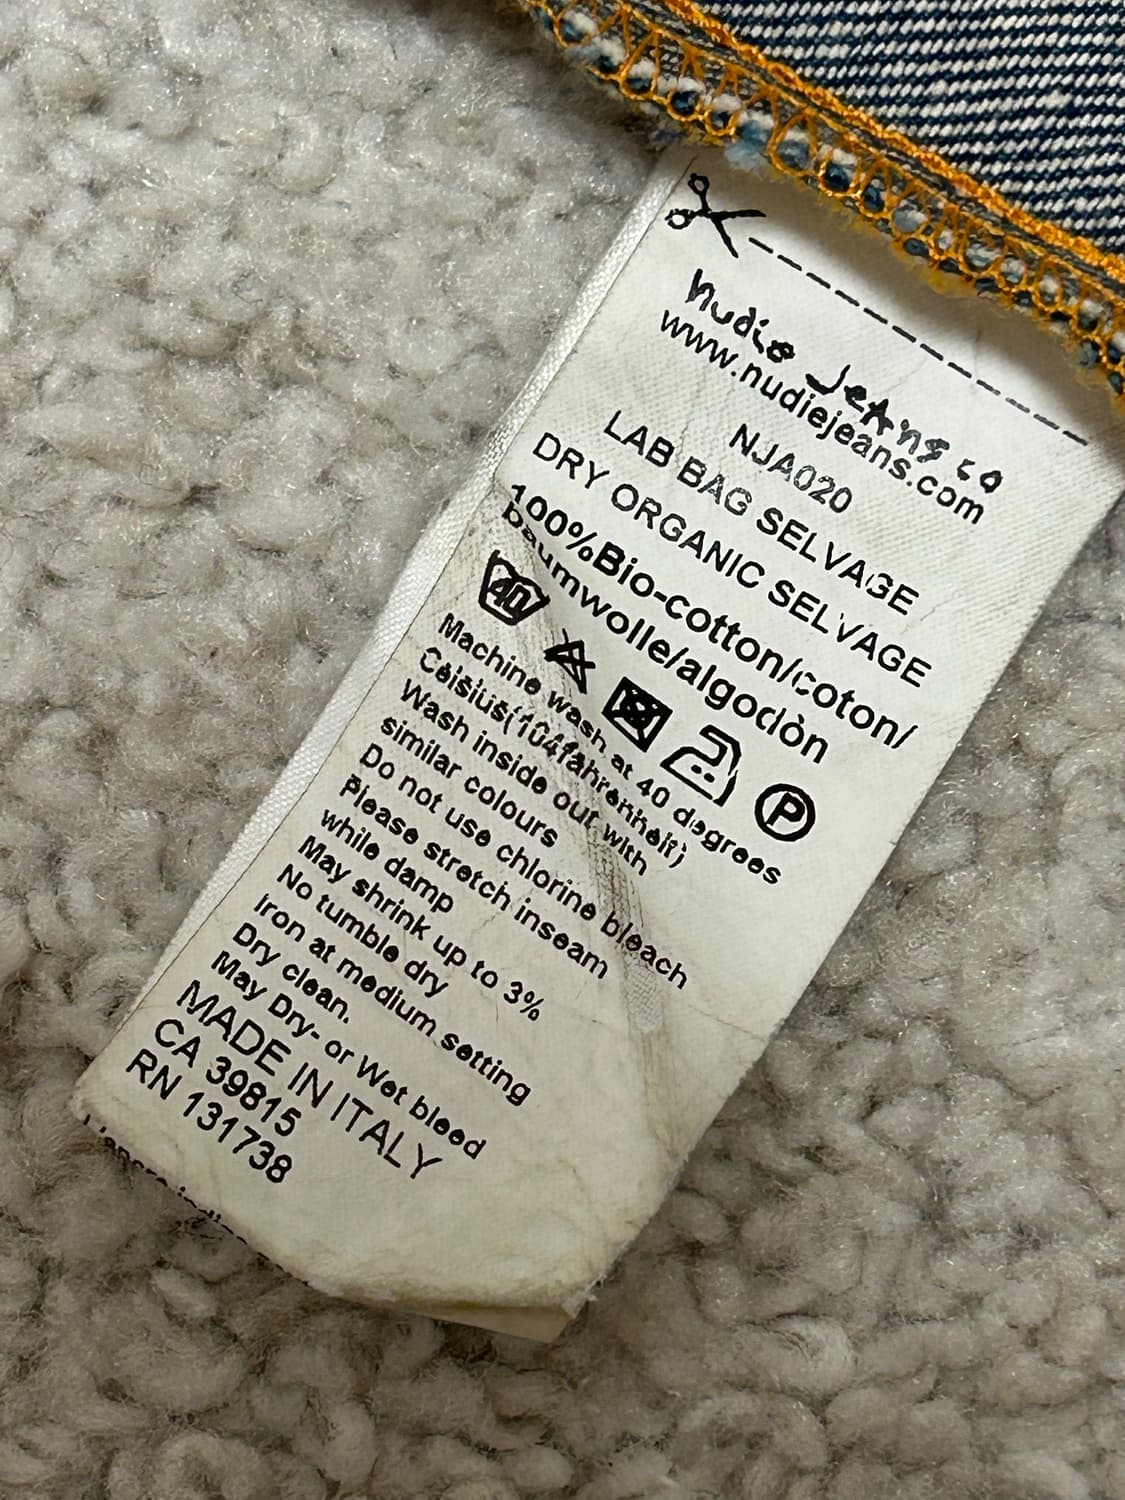 nudie jeans co
www.nudiejeans.com
NJA020
LAB BAG SELVAGE
DRY ORGANIC SELVAGE
100%Bio-cotton/coton/
baumwolle/algodòn
40
P
Machine wash at 40 degrees
Celsius(104fahrenheit)
Wash inside out with
similar colours
Do not use chlorine bleach
Please stretch inseam
while damp
May shrink up to 3%
No tumble dry
Iron at medium setting
Dry clean.
May Dry- or Wet bleed
MADE IN ITALY
CA 39815
RN 131738